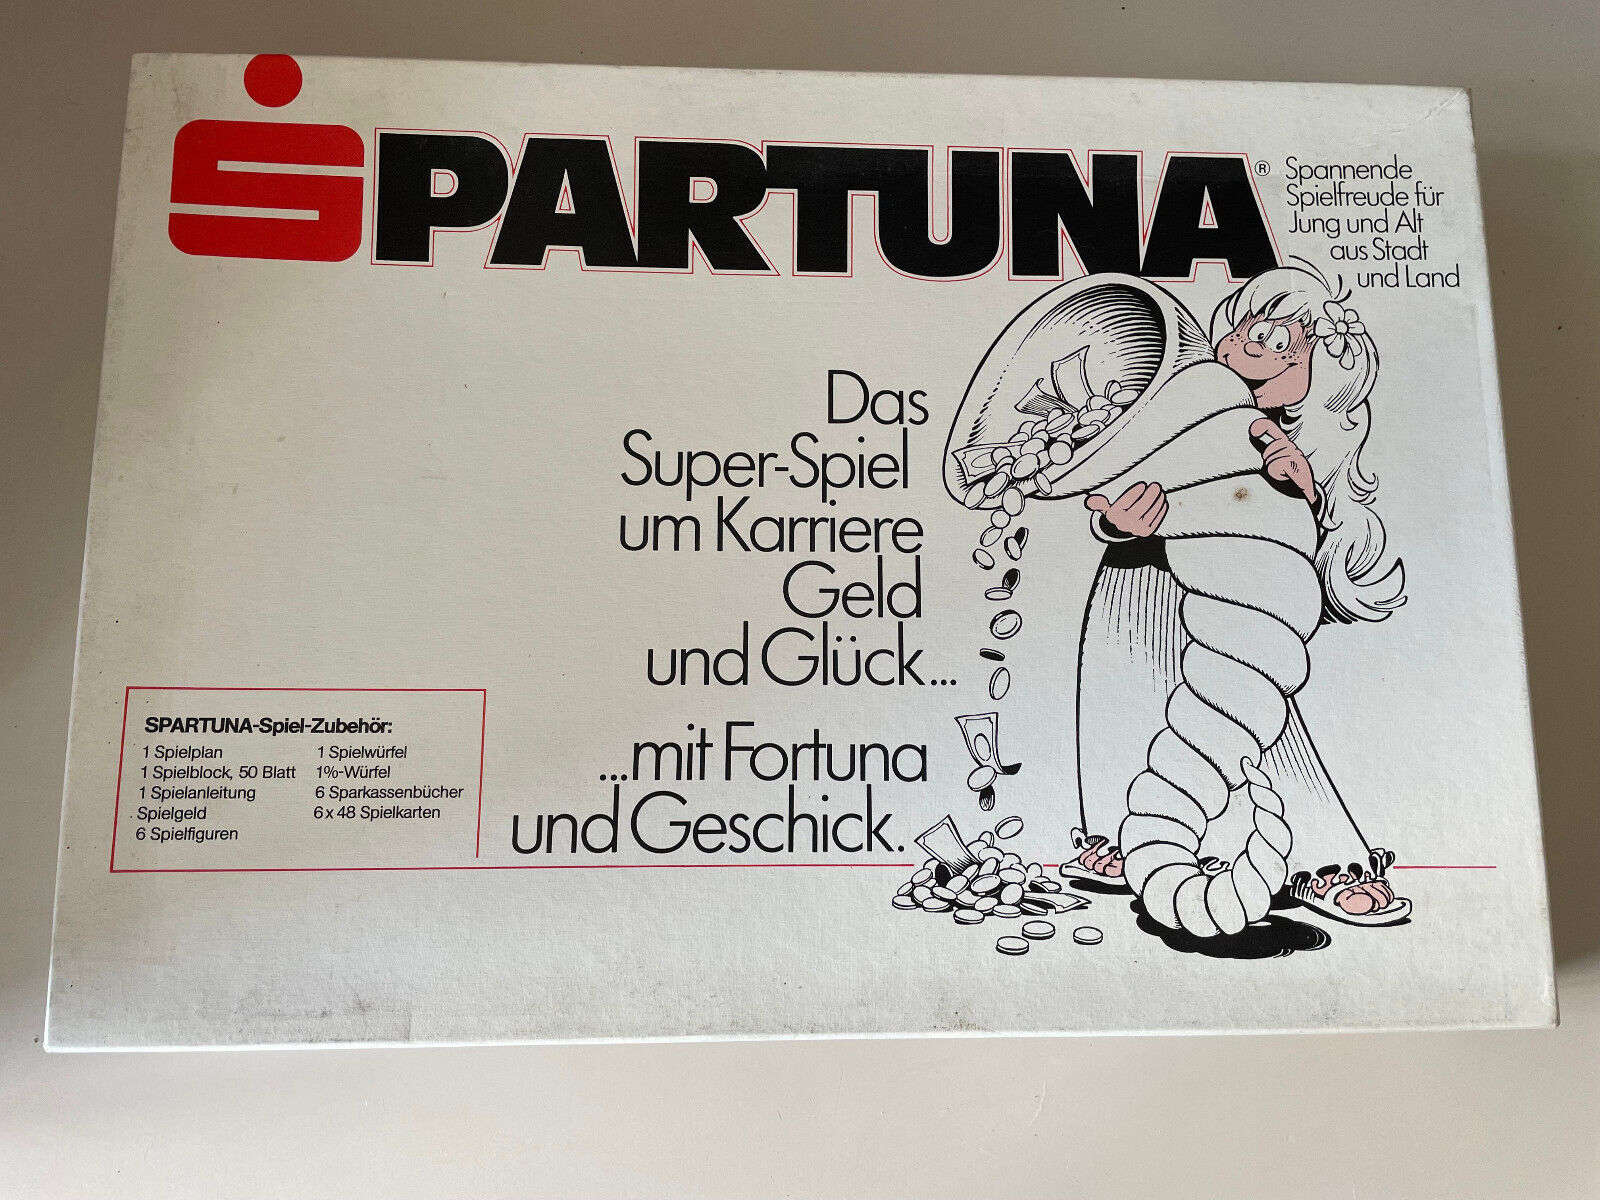 SPARTUNA®
Spannende
Spielfreude für
Jung und Alt
aus Stadt
und Land
Das
Super-Spiel
um Karriere
Geld
und Glück...
...mit Fortuna
und Geschick.
SPARTUNA-Spiel-Zubehör:
1 Spielplan
1 Spielblock, 50 Blatt
1 Spielanleitung
Spielgeld
6 Spielfiguren
1 Spielwürfel
1%-Würfel
6 Sparkassenbücher
6 x 48 Spielkarten